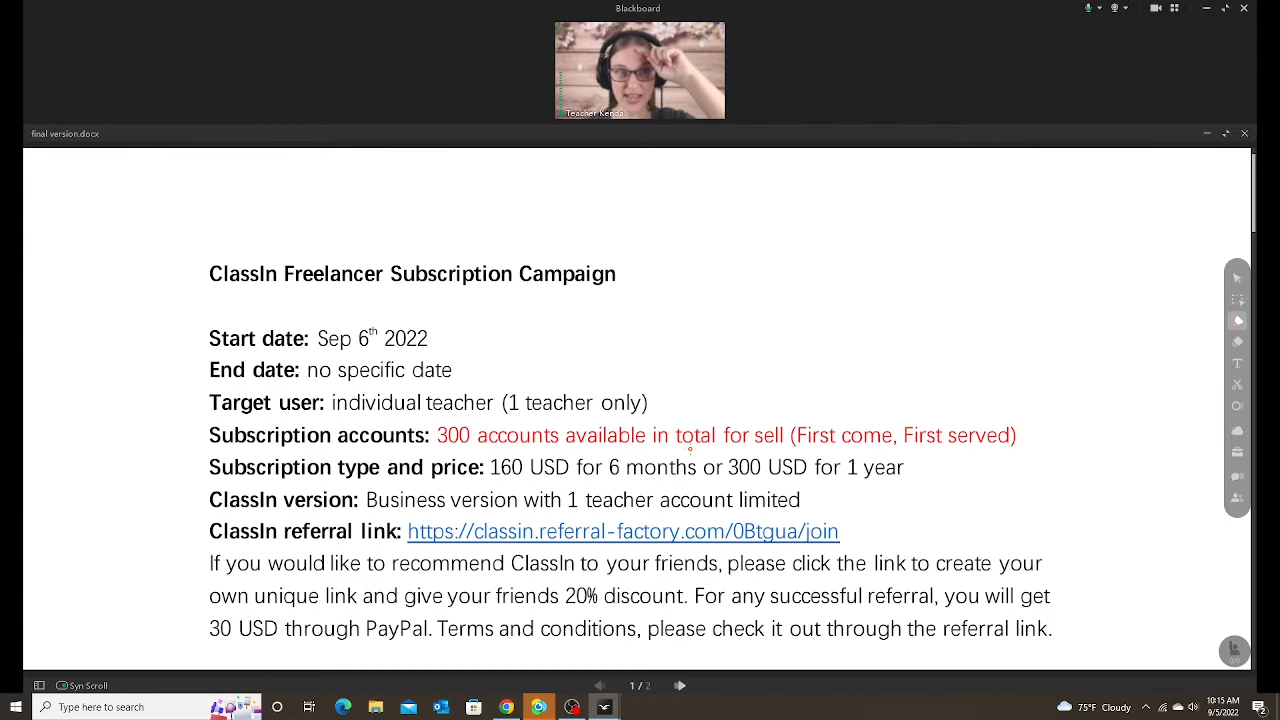 Blackboard
Teacher Kendal
final version.docx
ClassIn Freelancer Subscription Campaign
Start date: Sep 6th 2022
End date: no specific date
Target user: individual teacher (1 teacher only)
Subscription accounts: 300 accounts available in total for sell (First come, First served)
Subscription type and price: 160 USD for 6 months or 300 USD for 1 year
ClassIn version: Business version with 1 teacher account limited
ClassIn referral link: https://classin.referral-factory.com/0Btgua/join
If you would like to recommend ClassIn to your friends, please click the link to create your
own unique link and give your friends 20% discount. For any successful referral, you will get
30 USD through PayPal. Terms and conditions, please check it out through the referral link.
0/0
Syn Scroll
1 / 2
Type here to search
75°F Cloudy
10:15 AM
9/5/2022